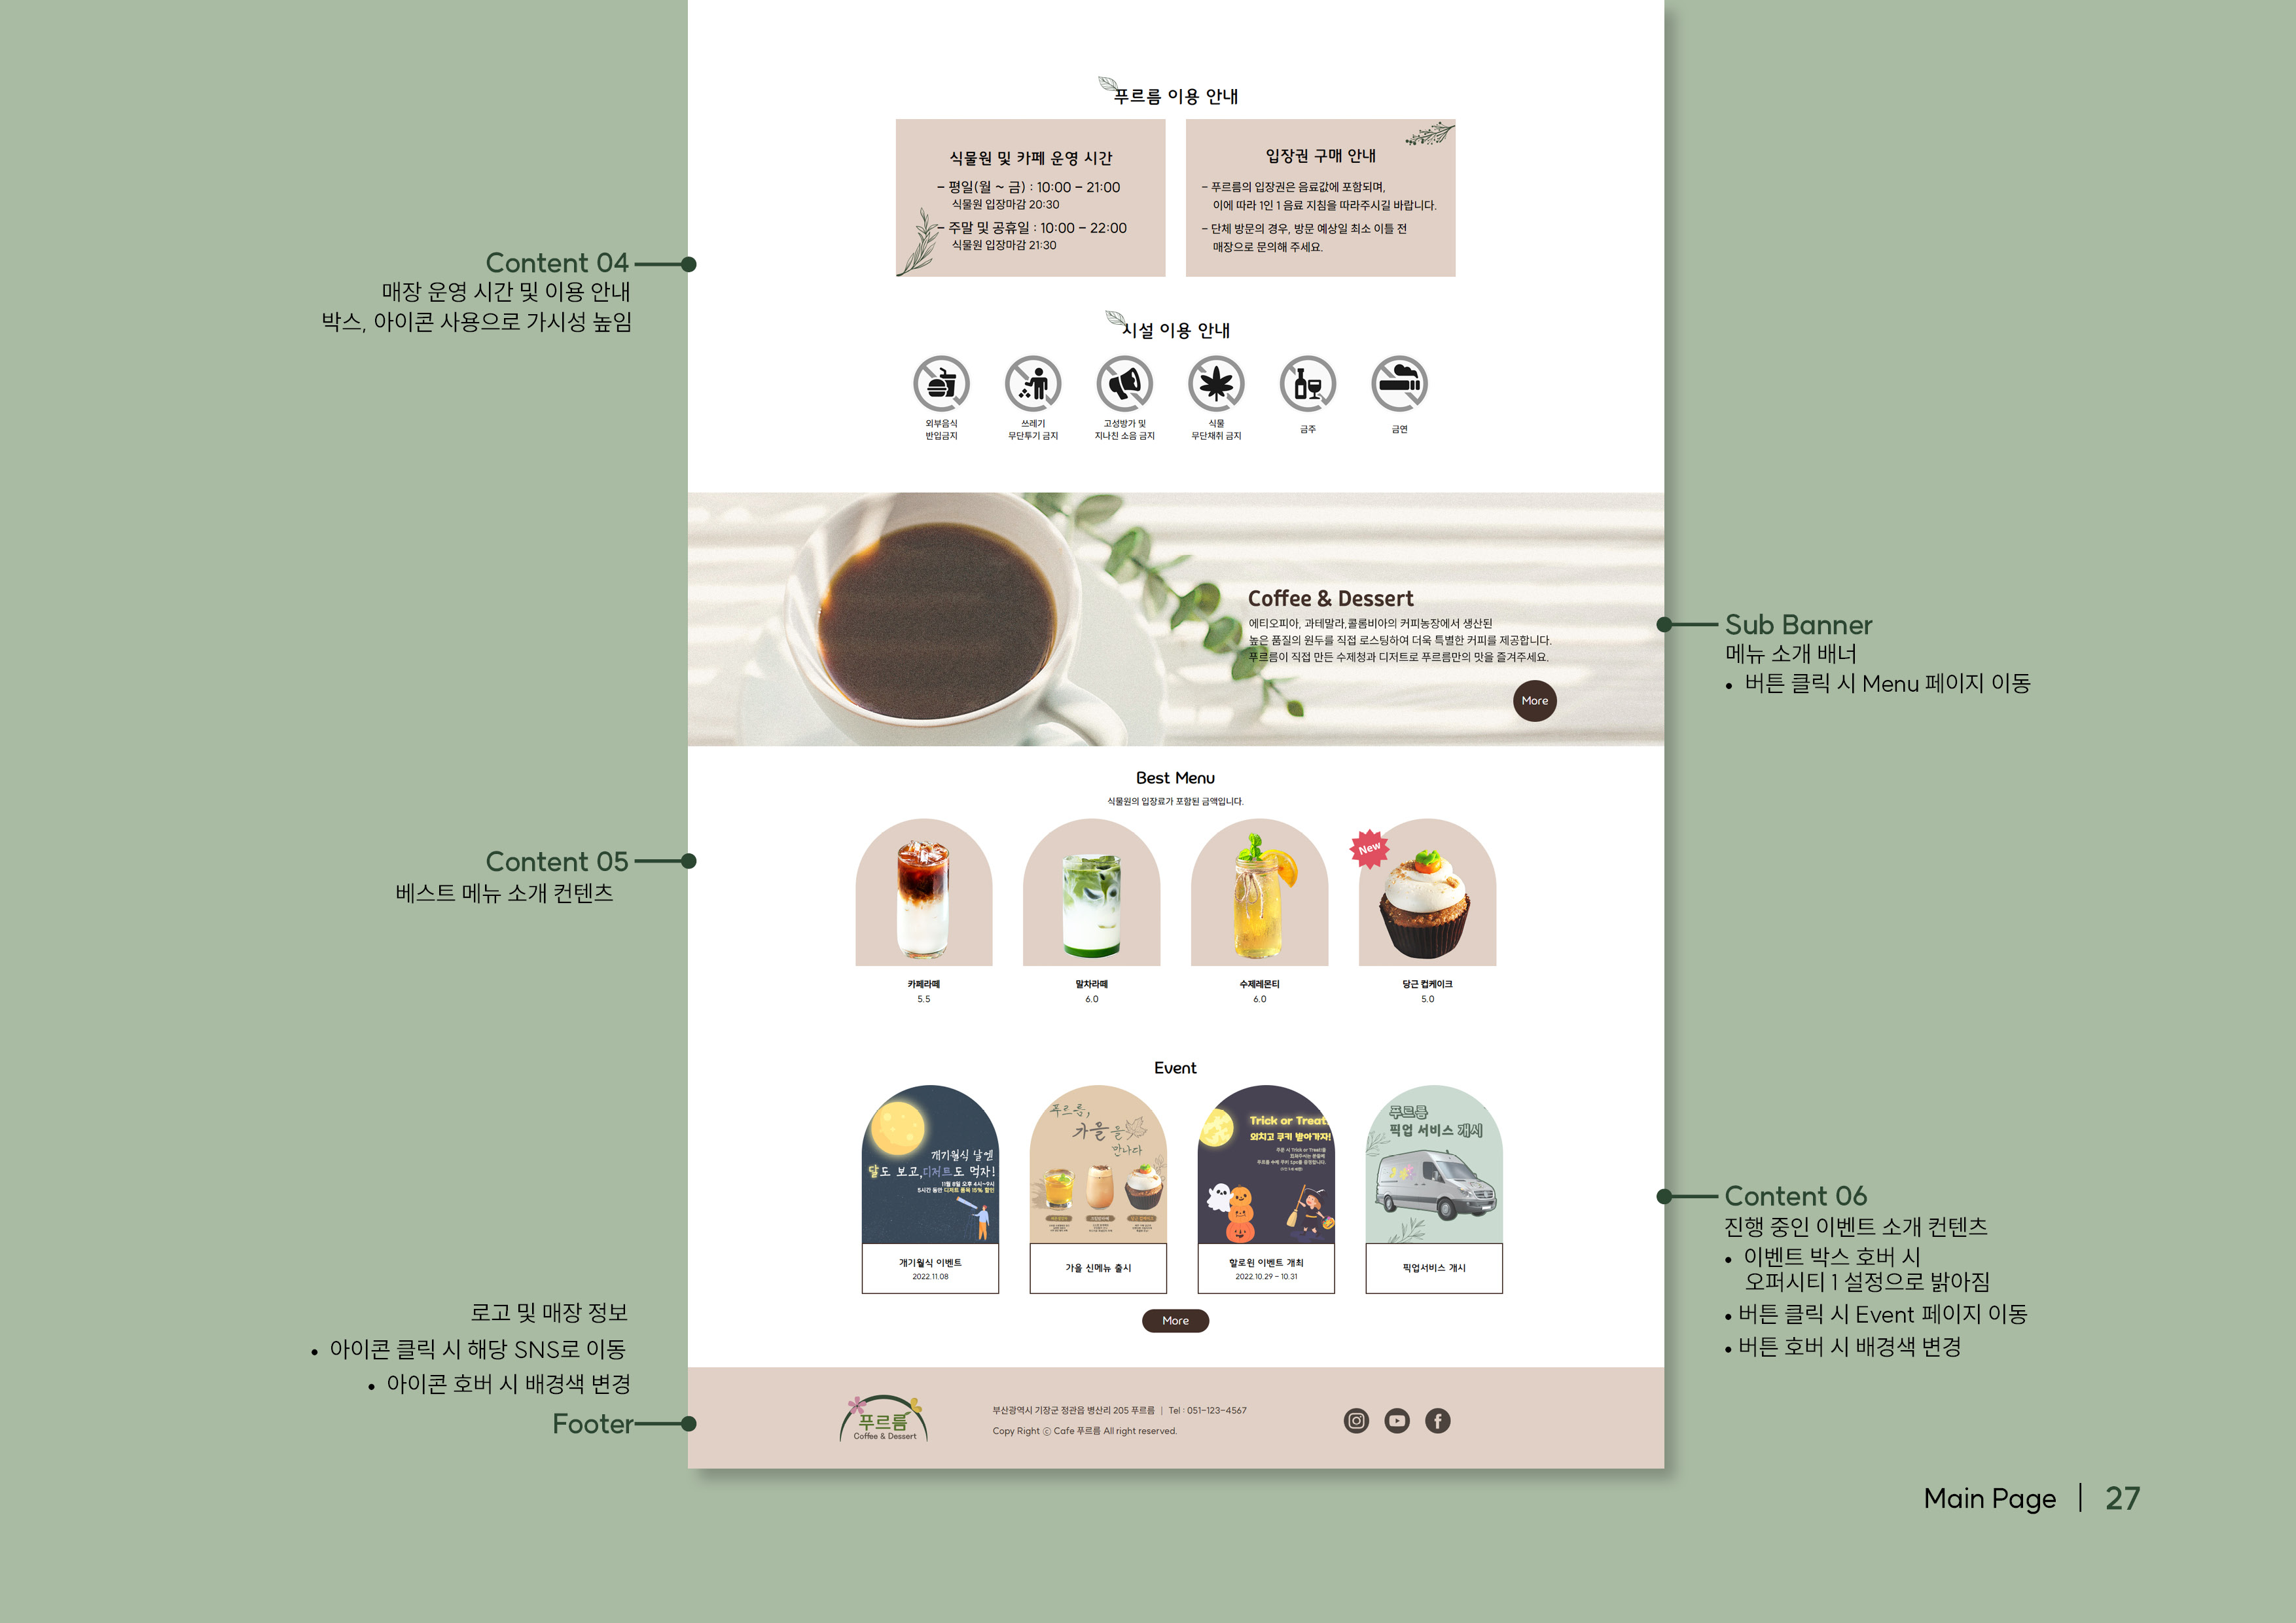 푸르름 이용 안내
식물원 및 카페 운영 시간
- 평일(월 ~ 금) : 10:00 - 21:00
식물원 입장마감 20:30
- 주말 및 공휴일 : 10:00 - 22:00
식물원 입장마감 21:30
입장권 구매 안내
- 푸르름의 입장권은 음료값에 포함되며,
이에 따라 1인 1 음료 지침을 따라주시길 바랍니다.
- 단체 방문의 경우, 방문 예상일 최소 이틀 전
매장으로 문의해 주세요.
Content 04
매장 운영 시간 및 이용 안내
박스, 아이콘 사용으로 가시성 높임
시설 이용 안내
외부음식
반입금지
쓰레기
무단투기 금지
고성방가 및
지나친 소음 금지
식물
무단채취 금지
금주
금연
Coffee & Dessert
에티오피아, 과테말라,콜롬비아의 커피농장에서 생산된
높은 품질의 원두를 직접 로스팅하여 더욱 특별한 커피를 제공합니다.
푸르름이 직접 만든 수제청과 디저트로 푸르름만의 맛을 즐겨주세요.
More
Sub Banner
메뉴 소개 배너
• 버튼 클릭 시 Menu 페이지 이동
Best Menu
식물원의 입장료가 포함된 금액입니다.
New
Content 05
베스트 메뉴 소개 컨텐츠
카페라떼
5.5
말차라떼
6.0
수제레몬티
6.0
당근 컵케이크
5.0
Event
개기월식 날엔
달도 보고,디저트도 먹자!
11월 8일 오후 4시~9시
5시간 동안 디저트 품목 15% 할인
푸르름,
가을을
만나다
Trick or Treat
외치고 쿠키 받아가자!
푸르름
픽업 서비스 개시
개기월식 이벤트
2022.11.08
가을 신메뉴 출시
할로윈 이벤트 개최
2022.10.29 - 10.31
픽업서비스 개시
More
Content 06
진행 중인 이벤트 소개 컨텐츠
• 이벤트 박스 호버 시
오퍼시티 1 설정으로 밝아짐
• 버튼 클릭 시 Event 페이지 이동
• 버튼 호버 시 배경색 변경
로고 및 매장 정보
• 아이콘 클릭 시 해당 SNS로 이동
• 아이콘 호버 시 배경색 변경
Footer
푸르름
Coffee & Dessert
부산광역시 기장군 정관읍 병산리 205 푸르름 | Tel : 051-123-4567
Copy Right ⓒ Cafe 푸르름 All right reserved.
Main Page | 27